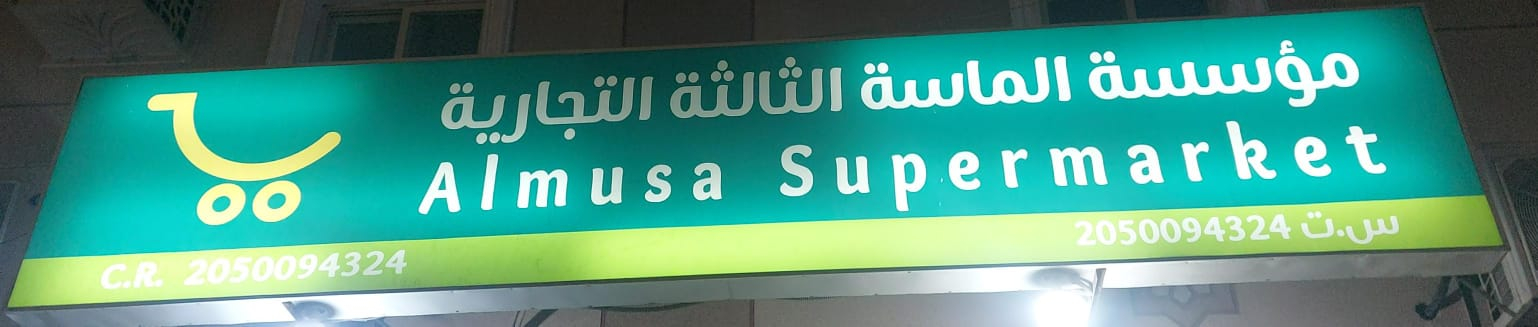 مؤسسة الماسة الثالثة التجارية
Almusa Supermarket
س.ت 2050094324
C.R. 2050094324